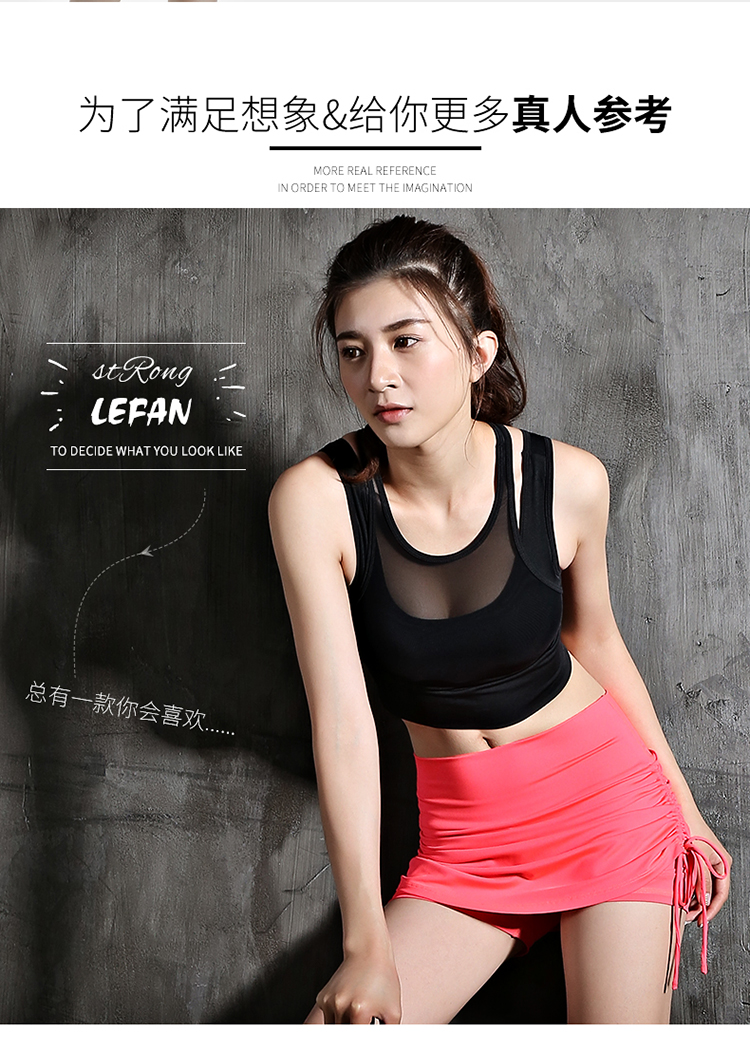 为了满足想象&给你更多真人参考
MORE REAL REFERENCE
IN ORDER TO MEET THE IMAGINATION
stRong
LEFAN
TO DECIDE WHAT YOU LOOK LIKE
总有一款你会喜欢......